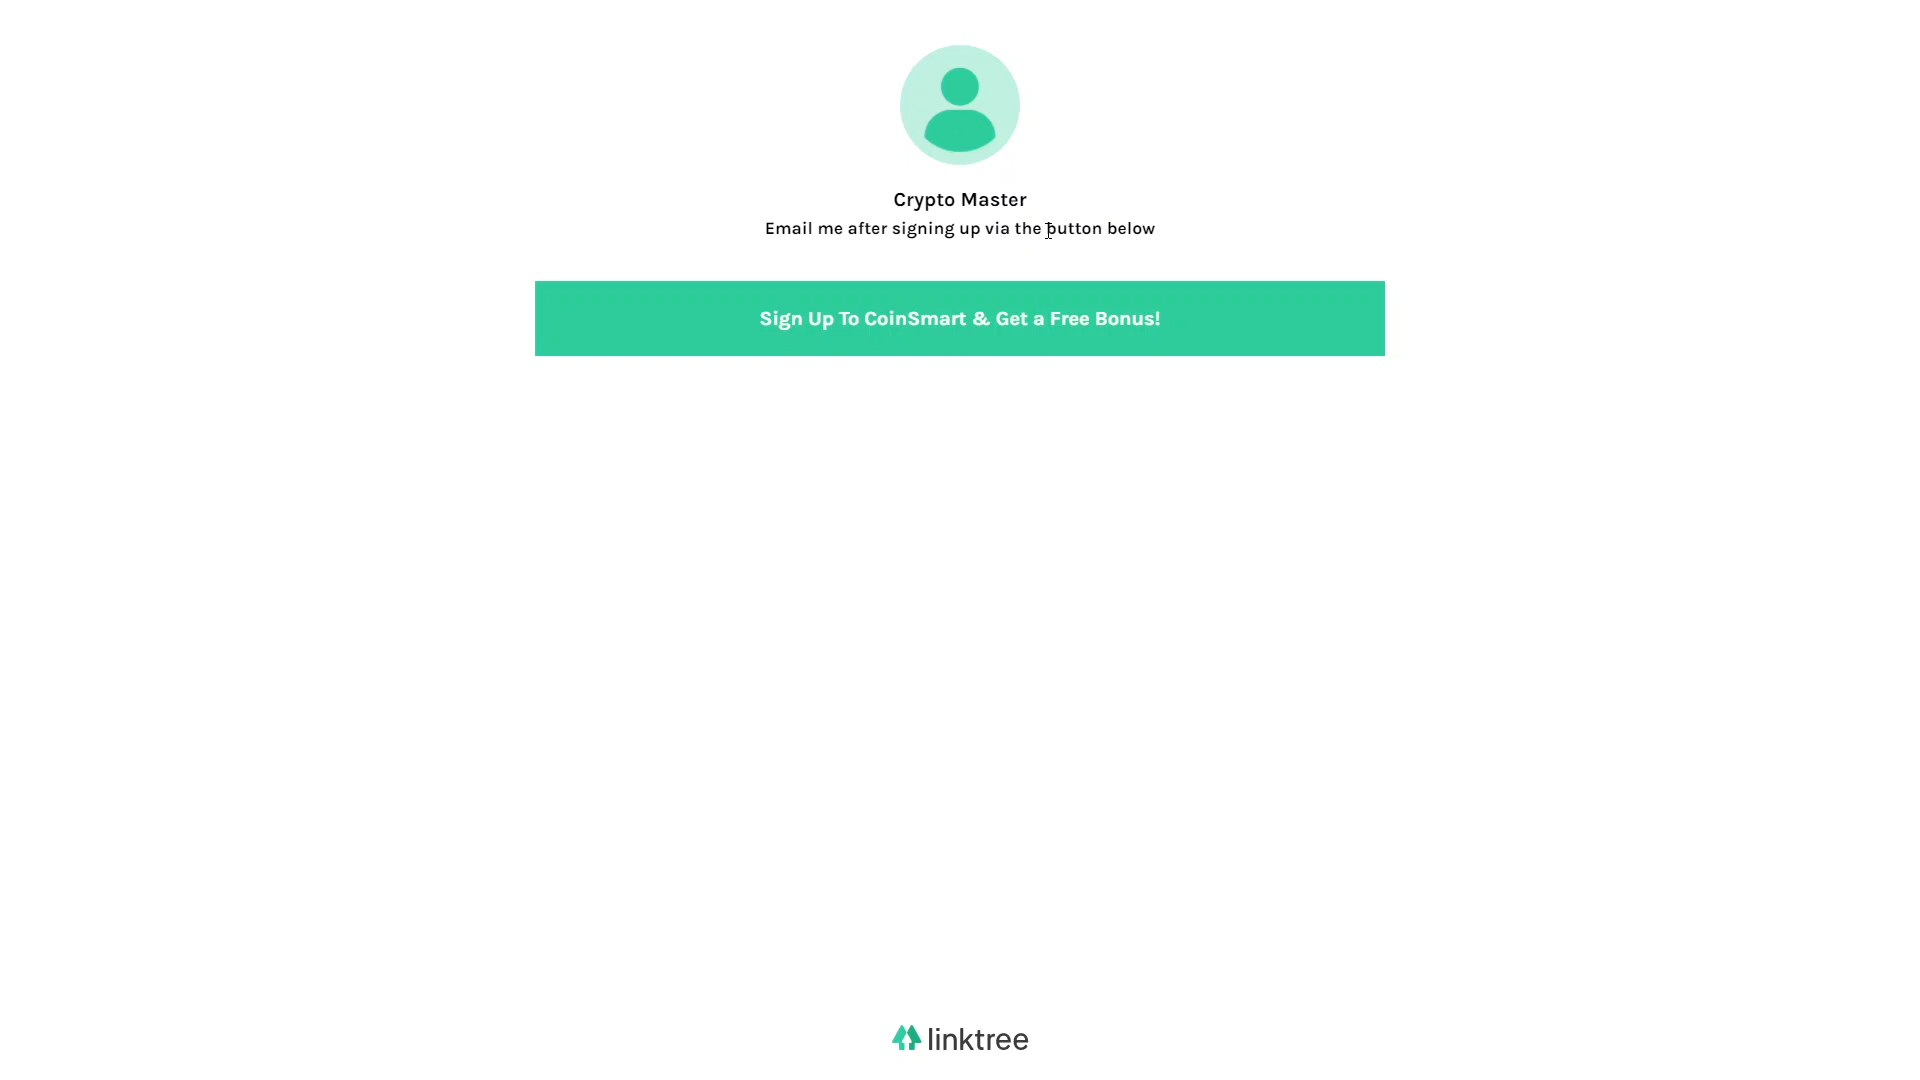 Crypto Master
Email me after signing up via the button below
Sign Up To CoinSmart & Get a Free Bonus!
linktree